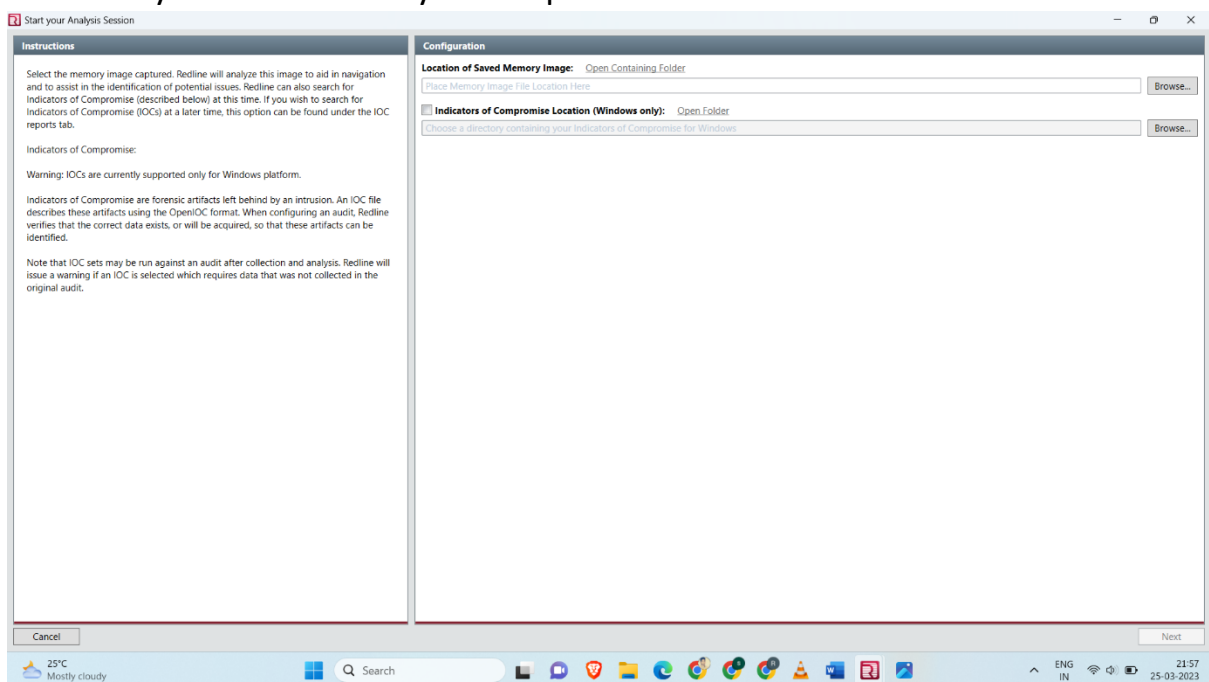 Start your Analysis Session
Instructions
Select the memory image captured. Redline will analyze this image to aid in navigation
and to assist in the identification of potential issues. Redline can also search for
Indicators of Compromise (described below) at this time. If you wish to search for
Indicators of Compromise (IOCs) at a later time, this option can be found under the IOC
reports tab.
Indicators of Compromise:
Warning: IOCs are currently supported only for Windows platform.
Indicators of Compromise are forensic artifacts left behind by an intrusion. An IOC file
describes these artifacts using the OpenIOC format. When configuring an audit, Redline
verifies that the correct data exists, or will be acquired, so that these artifacts can be
identified.
Note that IOC sets may be run against an audit after collection and analysis. Redline will
issue a warning if an IOC is selected which requires data that was not collected in the
original audit.
Configuration
Location of Saved Memory Image: Open Containing Folder
Place Memory Image File Location Here
Browse...
Indicators of Compromise Location (Windows only): Open Folder
Choose a directory containing your Indicators of Compromise for Windows
Browse...
Cancel
Next
25°C
Mostly cloudy
Search
ENG
IN
21:57
25-03-2023